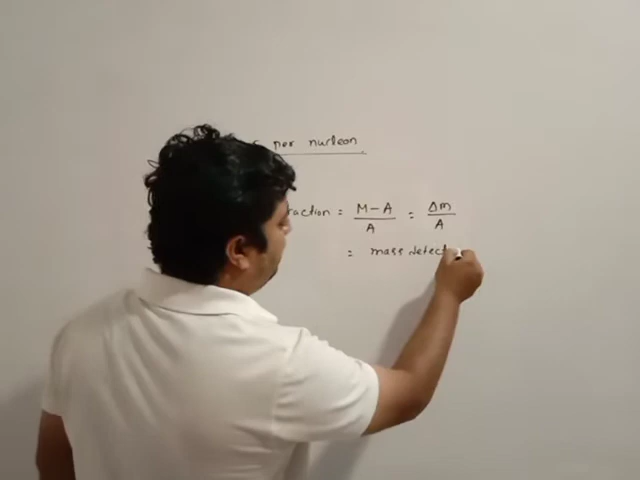 per nucleon
raction = M-A / A = Δm / A
= mass defect